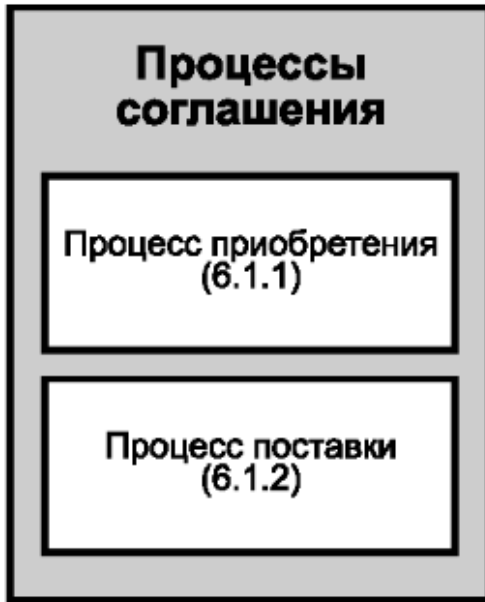 Процессы
соглашения
Процесс приобретения
(6.1.1)
Процесс поставки
(6.1.2)